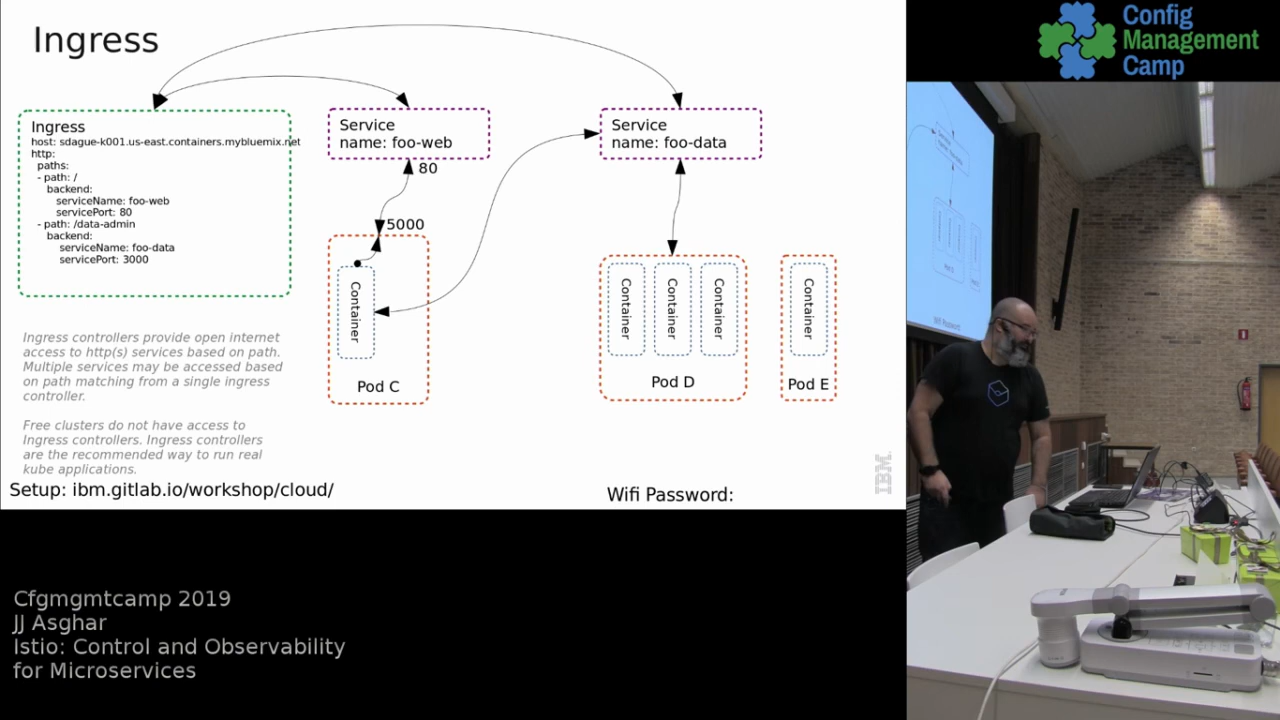 Ingress
Ingress
host: sdague-k001.us-east.containers.mybluemix.net
http:
paths:
- path: /
backend:
serviceName: foo-web
servicePort: 80
- path: /data-admin
backend:
serviceName: foo-data
servicePort: 3000
Service
name: foo-web
Service
name: foo-data
80
5000
Container
Pod C
Container
Container
Container
Pod D
Container
Pod E
Ingress controllers provide open internet
access to http(s) services based on path.
Multiple services may be accessed based
on path matching from a single ingress
controller.
Free clusters do not have access to
Ingress controllers. Ingress controllers
are the recommended way to run real
kube applications.
Setup: ibm.gitlab.io/workshop/cloud/
Wifi Password:
IBM
Cfgmgmtcamp 2019
JJ Asghar
Istio: Control and Observability
for Microservices
Config
Management
Camp